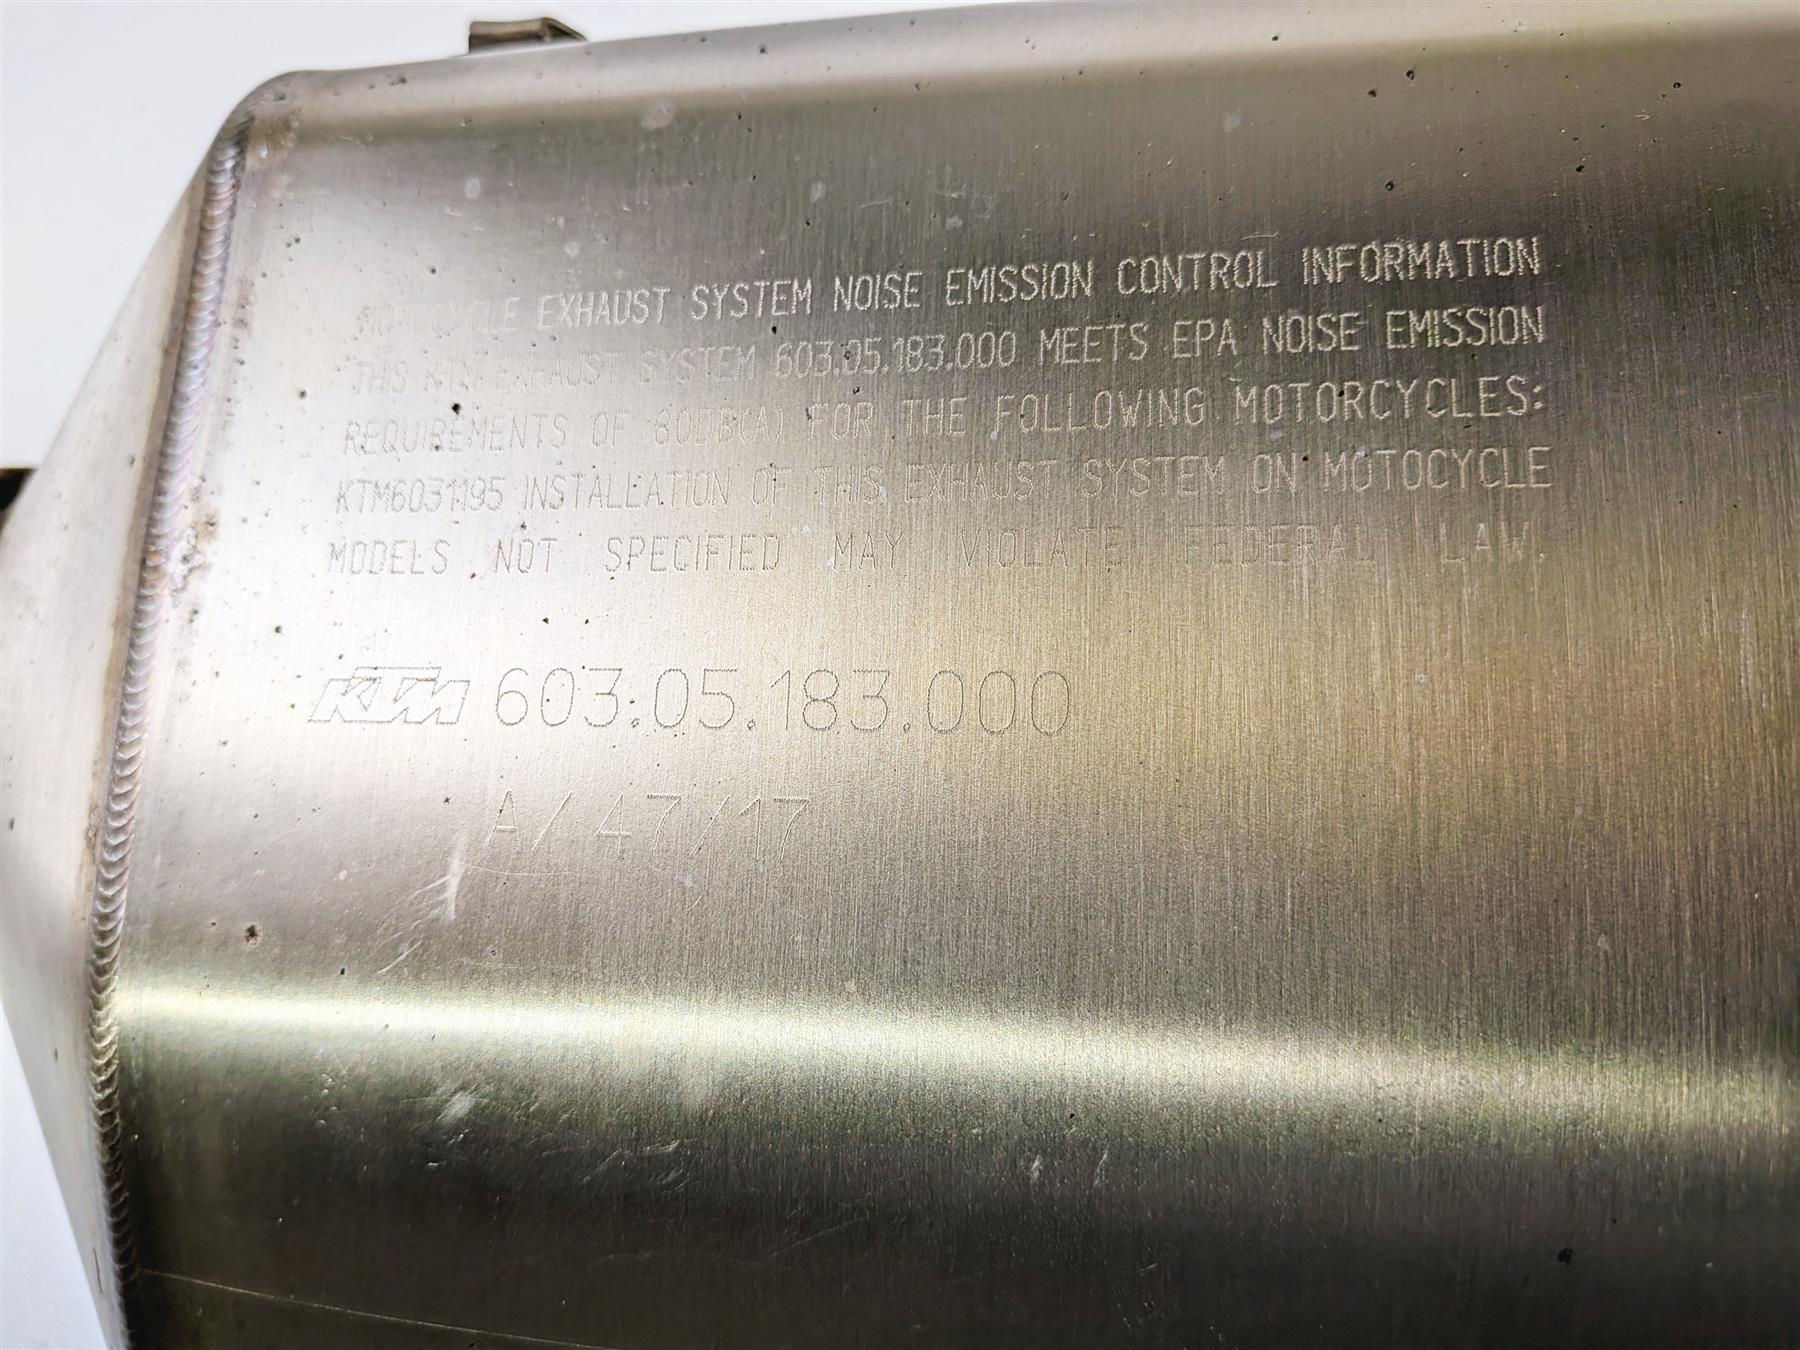 MOTORCYCLE EXHAUST SYSTEM NOISE EMISSION CONTROL INFORMATION
THIS KTM EXHAUST SYSTEM 603.05.183.000 MEETS EPA NOISE EMISSION
REQUIREMENTS OF 80DB(A) FOR THE FOLLOWING MOTORCYCLES:
KTM6031195 INSTALLATION OF THIS EXHAUST SYSTEM ON MOTOCYCLE
MODELS NOT SPECIFIED MAY VIOLATE FEDERAL LAW.
KTM 603.05.183.000
A/47/17